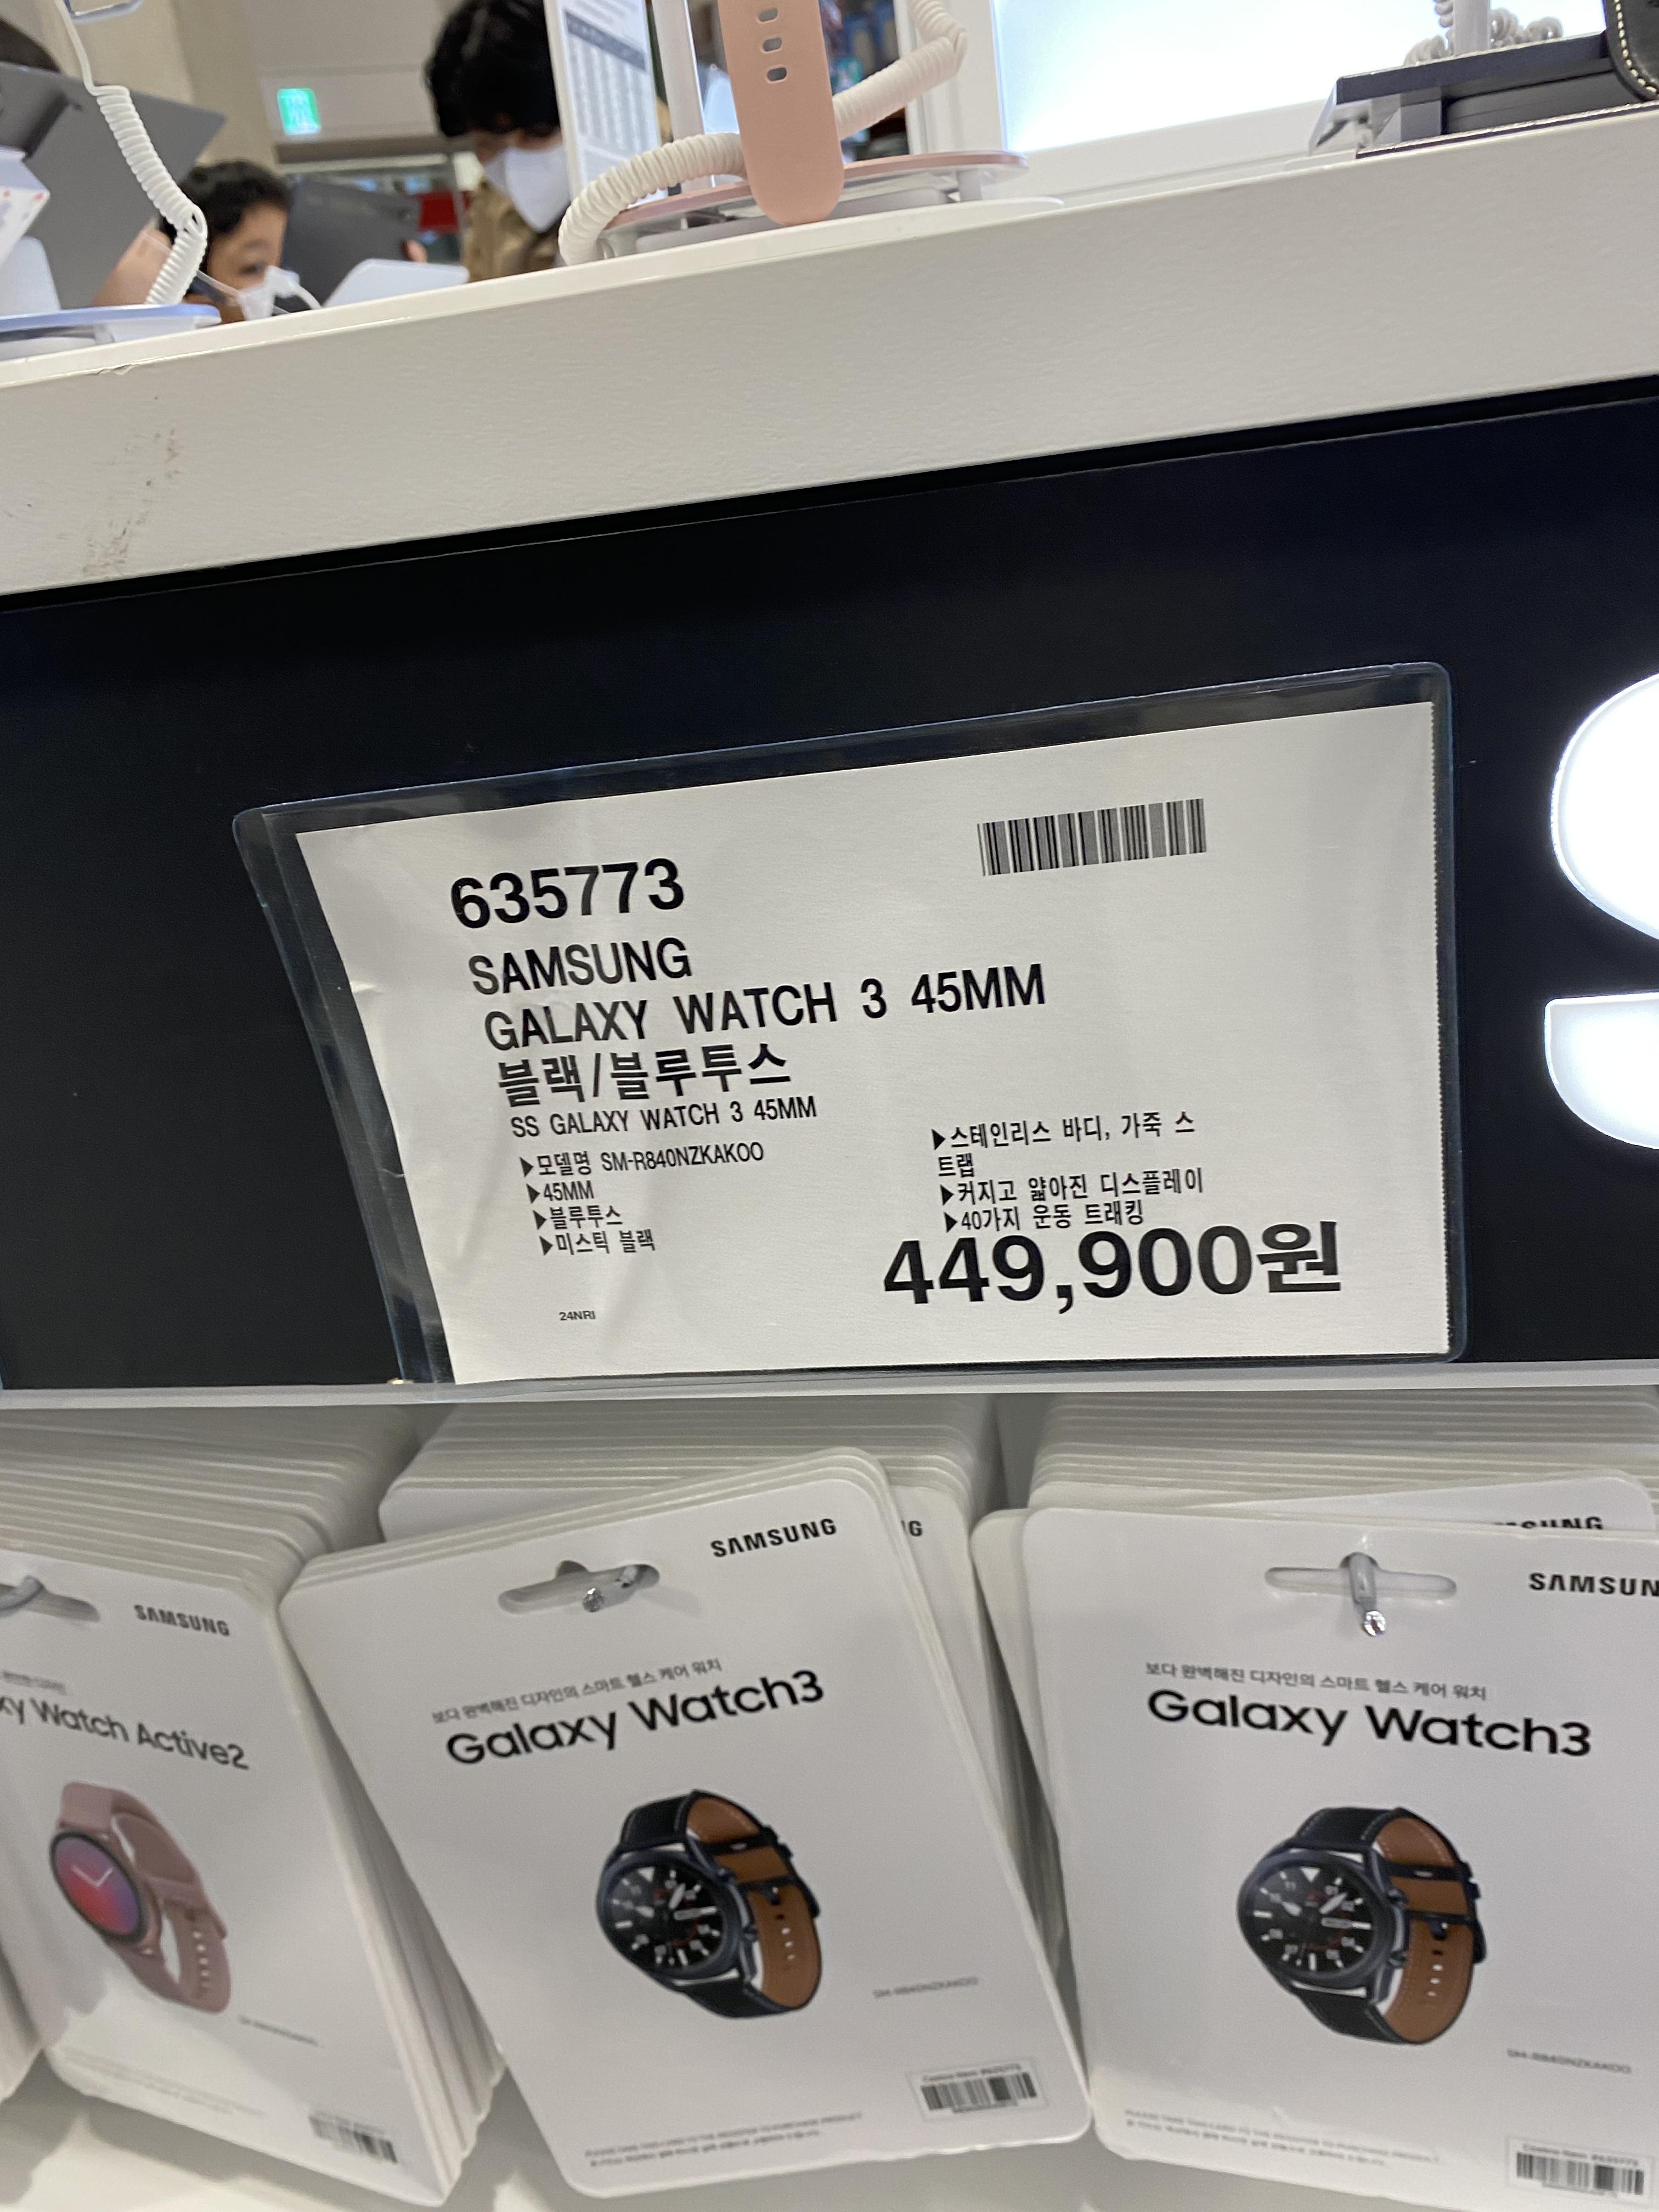 635773
SAMSUNG
GALAXY WATCH 3 45MM
블랙/블루투스
SS GALAXY WATCH 3 45MM
▶모델명 SM-R840NZKAKOO
▶45MM
▶블루투스
▶미스틱 블랙
▶스테인리스 바디, 가죽 스
트랩
▶커지고 얇아진 디스플레이
▶40가지 운동 트래킹
449,900원
24NRI
SAMSUNG
Watch Active2
SAMSUNG
보다 완벽해진 디자인의 스마트 헬스 케어 워치
Galaxy Watch3
SM-R840NZKAKOO
SAMSUN
보다 완벽해진 디자인의 스마트 헬스 케어 워치
Galaxy Watch3
SM-R840NZKAKOO